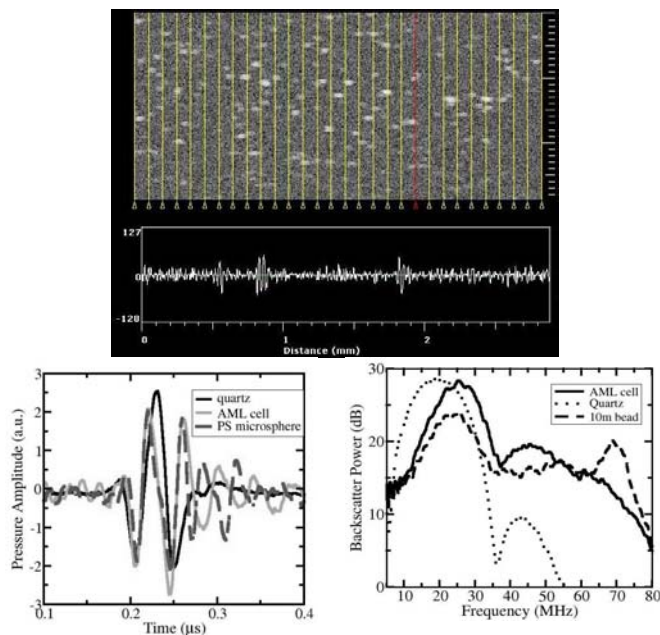 127
0
-128
0 1 2
Distance (mm)
3
2
1
0
-1
-2
-3
0.1 0.2 0.3 0.4
Pressure Amplitude (a.u.)
Time (μs)
quartz
AML cell
PS microsphere
30
20
10
0
10 20 30 40 50 60 70 80
Backscatter Power (dB)
Frequency (MHz)
AML cell
Quartz
10m bead